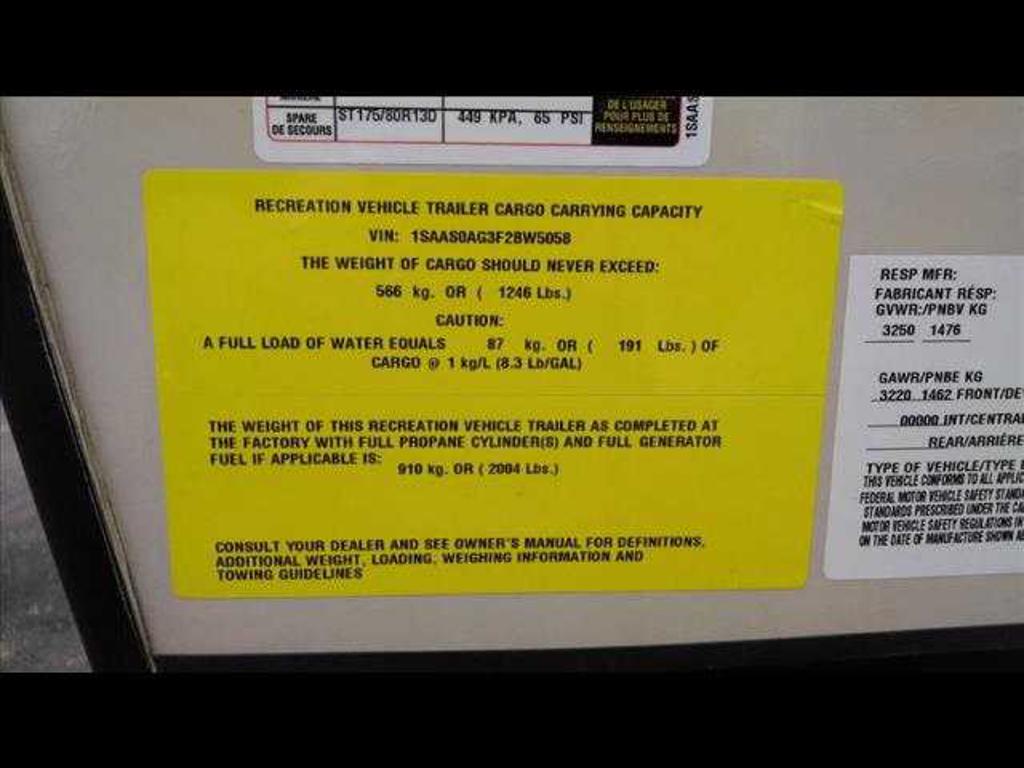 SPARE
DE SECOURS
ST175/80R13D
449 KPA, 65 PSI
DE L'USAGER
POUR PLUS DE
RENSEIGNEMENTS
1SAAS
RECREATION VEHICLE TRAILER CARGO CARRYING CAPACITY
VIN: 1SAAS0AG3F2BW5058
THE WEIGHT OF CARGO SHOULD NEVER EXCEED:
566 kg. OR ( 1246 Lbs.)
CAUTION:
A FULL LOAD OF WATER EQUALS 87 kg. OR ( 191 Lbs. ) OF
CARGO @ 1 kg/L (8.3 Lb/GAL)
THE WEIGHT OF THIS RECREATION VEHICLE TRAILER AS COMPLETED AT
THE FACTORY WITH FULL PROPANE CYLINDER(S) AND FULL GENERATOR
FUEL IF APPLICABLE IS:
910 kg. OR ( 2004 Lbs.)
CONSULT YOUR DEALER AND SEE OWNER'S MANUAL FOR DEFINITIONS,
ADDITIONAL WEIGHT, LOADING, WEIGHING INFORMATION AND
TOWING GUIDELINES
RESP MFR:
FABRICANT RÉSP:
GVWR:/PNBV KG
3250 1476
GAWR/PNBE KG
3220 1462 FRONT/DE
00000 INT/CENTRA
REAR/ARRIÈRE
TYPE OF VEHICLE/TYPE
THIS VEHICLE CONFORMS TO ALL APPLIC
FEDERAL MOTOR VEHICLE SAFETY STANDA
STANDARDS PRESCRIBED UNDER THE CA
MOTOR VEHICLE SAFETY REGULATIONS IN
ON THE DATE OF MANUFACTURE SHOWN